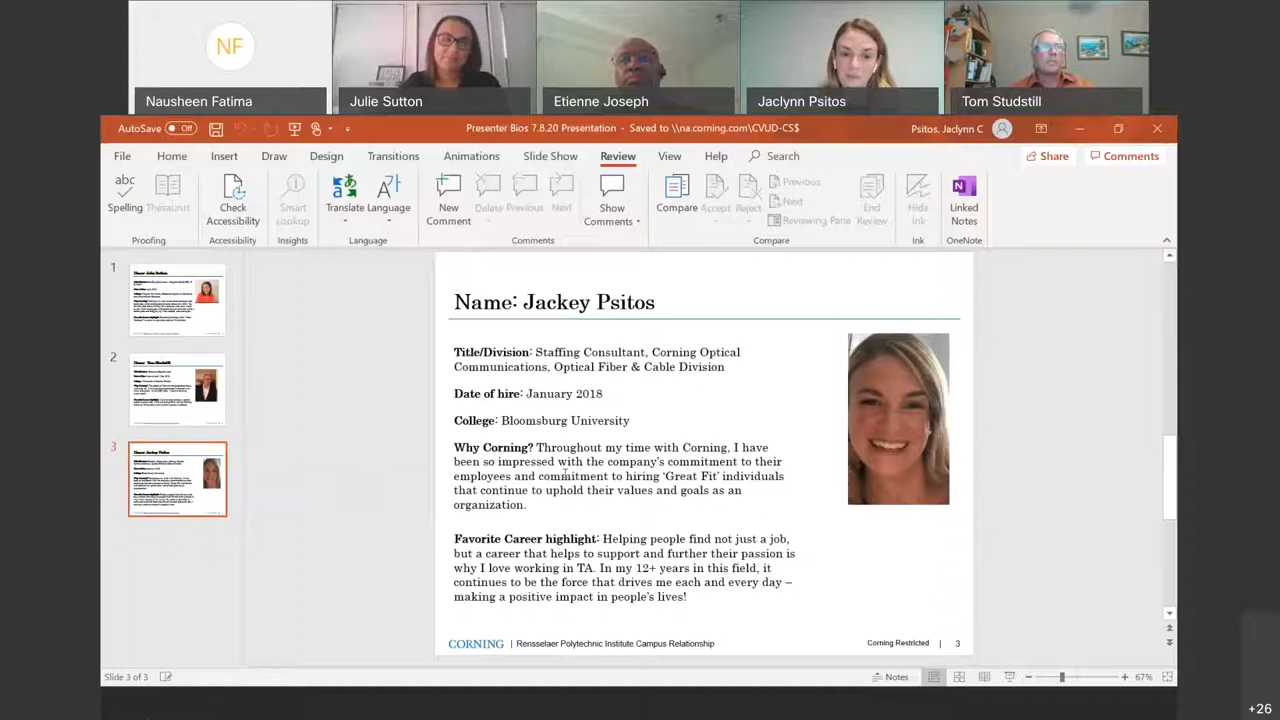 NF
Nausheen Fatima
Julie Sutton
Etienne Joseph
Jaclynn Psitos
Tom Studstill
AutoSave Off
Presenter Bios 7.8.20 Presentation - Saved to \\na.corning.com\CVUD-CS$
Psitos, Jaclynn C
File Home Insert Draw Design Transitions Animations Slide Show Review View Help Search
Share Comments
abc
Spelling Thesaurus
Check Accessibility
Smart Lookup
Translate Language
New Comment
Delete Previous Next
Show Comments
Compare
Accept Reject
Previous
Next
Reviewing Pane
End Review
Hide Ink
Linked Notes
Proofing Accessibility Insights Language Comments Compare Ink OneNote
1
2
3
Name: Jackey Psitos
Title/Division: Staffing Consultant, Corning Optical
Communications, Optical Fiber & Cable Division
Date of hire: January 2018
College: Bloomsburg University
Why Corning? Throughout my time with Corning, I have
been so impressed with the company's commitment to their
employees and commitment to hiring 'Great Fit' individuals
that continue to uphold their values and goals as an
organization.
Favorite Career highlight: Helping people find not just a job,
but a career that helps to support and further their passion is
why I love working in TA. In my 12+ years in this field, it
continues to be the force that drives me each and every day –
making a positive impact in people's lives!
CORNING | Rensselaer Polytechnic Institute Campus Relationship
Corning Restricted | 3
Slide 3 of 3
Notes
67%
+26